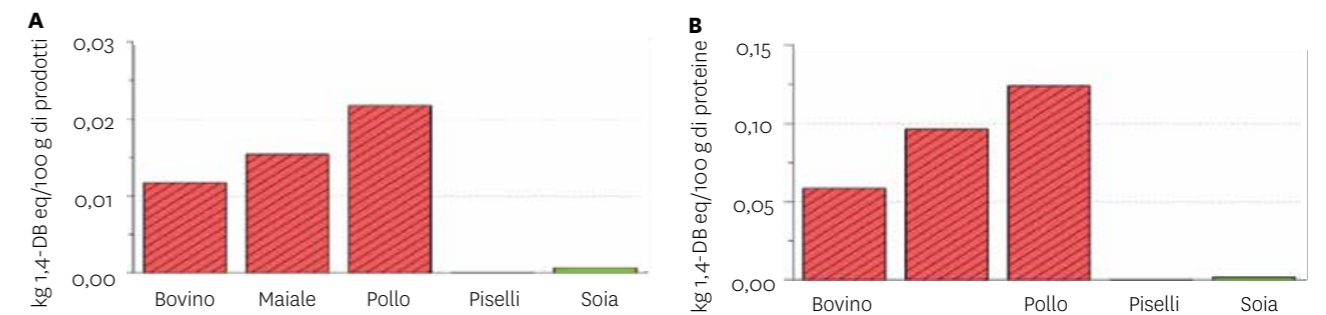 A
kg 1,4-DB eq/100 g di prodotti
0,03
0,02
0,01
0,00
Bovino Maiale Pollo Piselli Soia
B
kg 1,4-DB eq/100 g di proteine
0,15
0,10
0,05
0,00
Bovino Pollo Piselli Soia